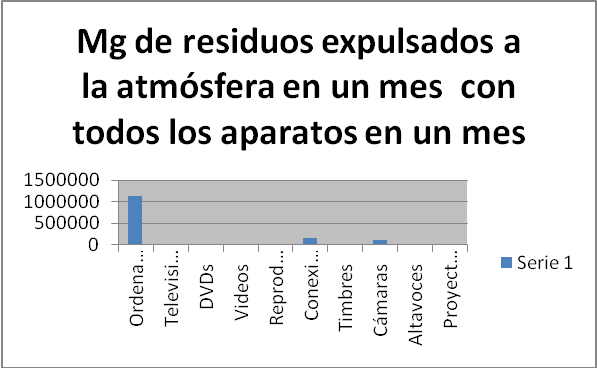 Mg de residuos expulsados a
la atmósfera en un mes con
todos los aparatos en un mes
1500000
1000000
500000
0
Ordena...
Televisi...
DVDs
Videos
Reprod...
Conexi...
Timbres
Cámaras
Altavoces
Proyect...
Serie 1